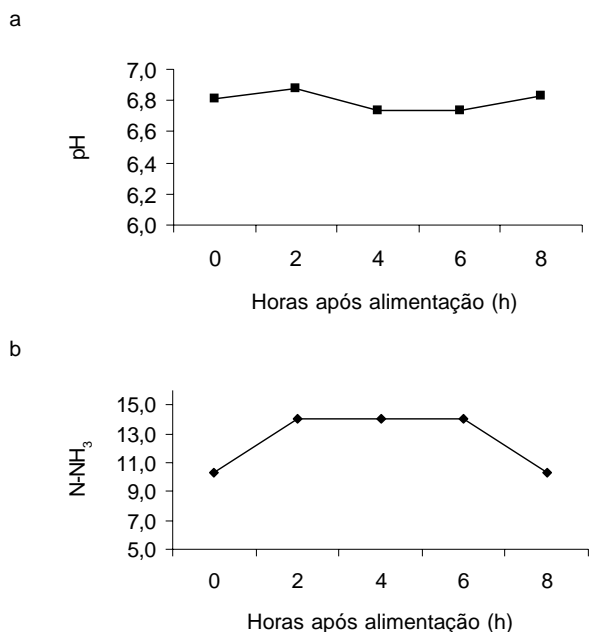 a
7,0
6,8
6,6
6,4
6,2
6,0
pH
0 2 4 6 8
Horas após alimentação (h)
b
15,0
13,0
11,0
9,0
7,0
5,0
N-NH₃
0 2 4 6 8
Horas após alimentação (h)